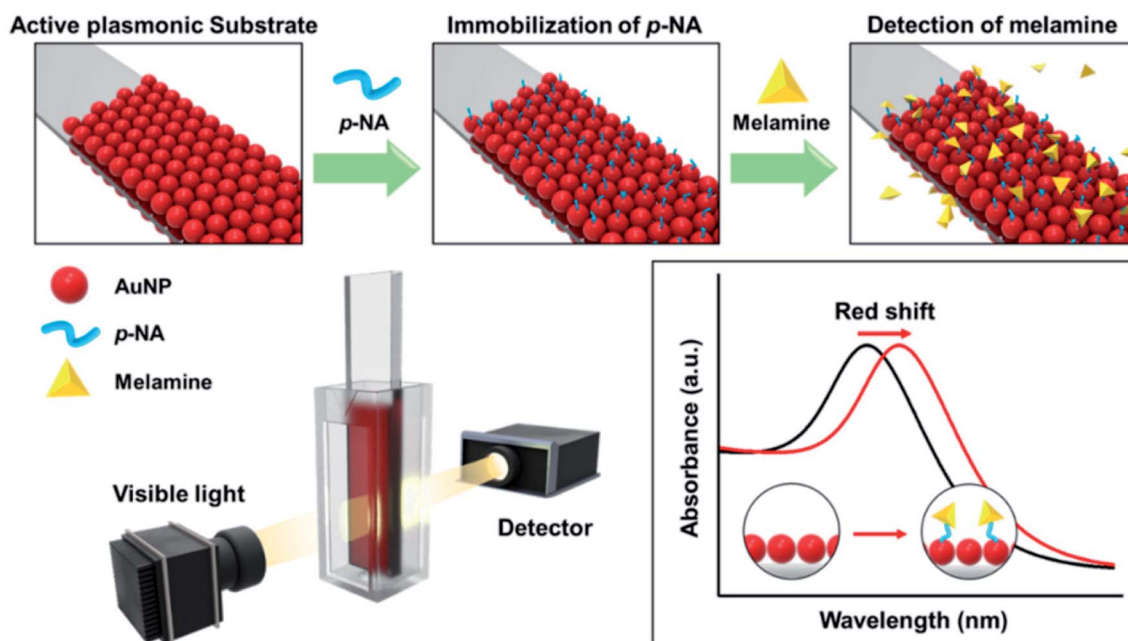 Active plasmonic Substrate
Immobilization of p-NA
Detection of melamine
p-NA
Melamine
AuNP
p-NA
Melamine
Visible light
Detector
Red shift
Absorbance (a.u.)
Wavelength (nm)